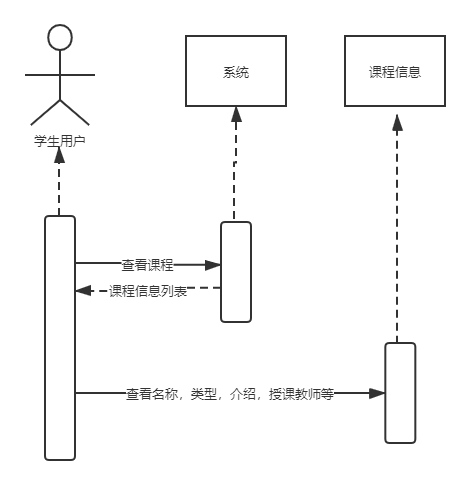 系统
课程信息
学生用户
查看课程
课程信息列表
查看名称，类型，介绍，授课教师等